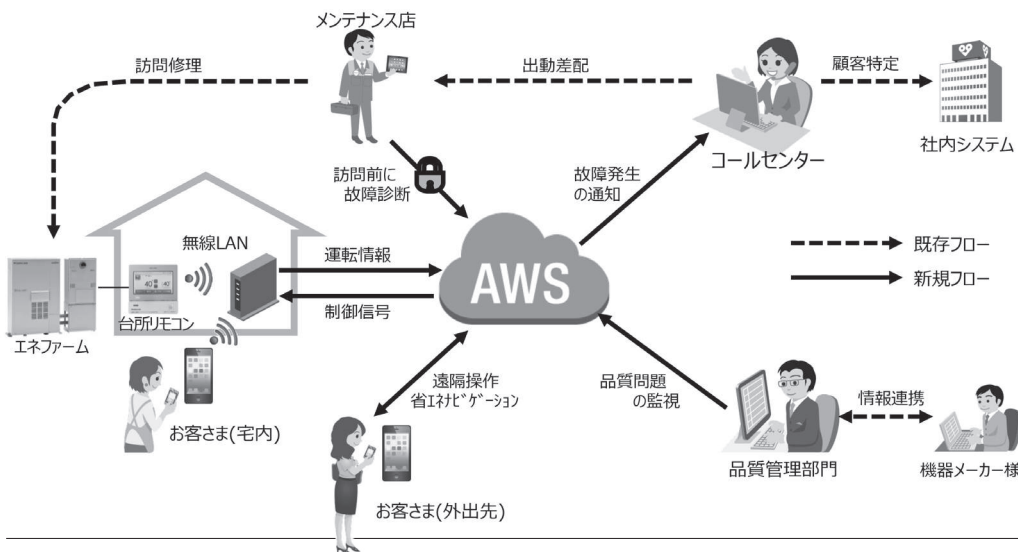 メンテナンス店
訪問修理
出動差配
顧客特定
コールセンター
社内システム
訪問前に
故障診断
故障発生
の通知
無線LAN
運転情報
AWS
既存フロー
新規フロー
制御信号
台所リモコン
エネファーム
遠隔操作
省エネナビゲーション
品質問題
の監視
情報連携
お客さま(宅内)
品質管理部門
機器メーカー様
お客さま(外出先)